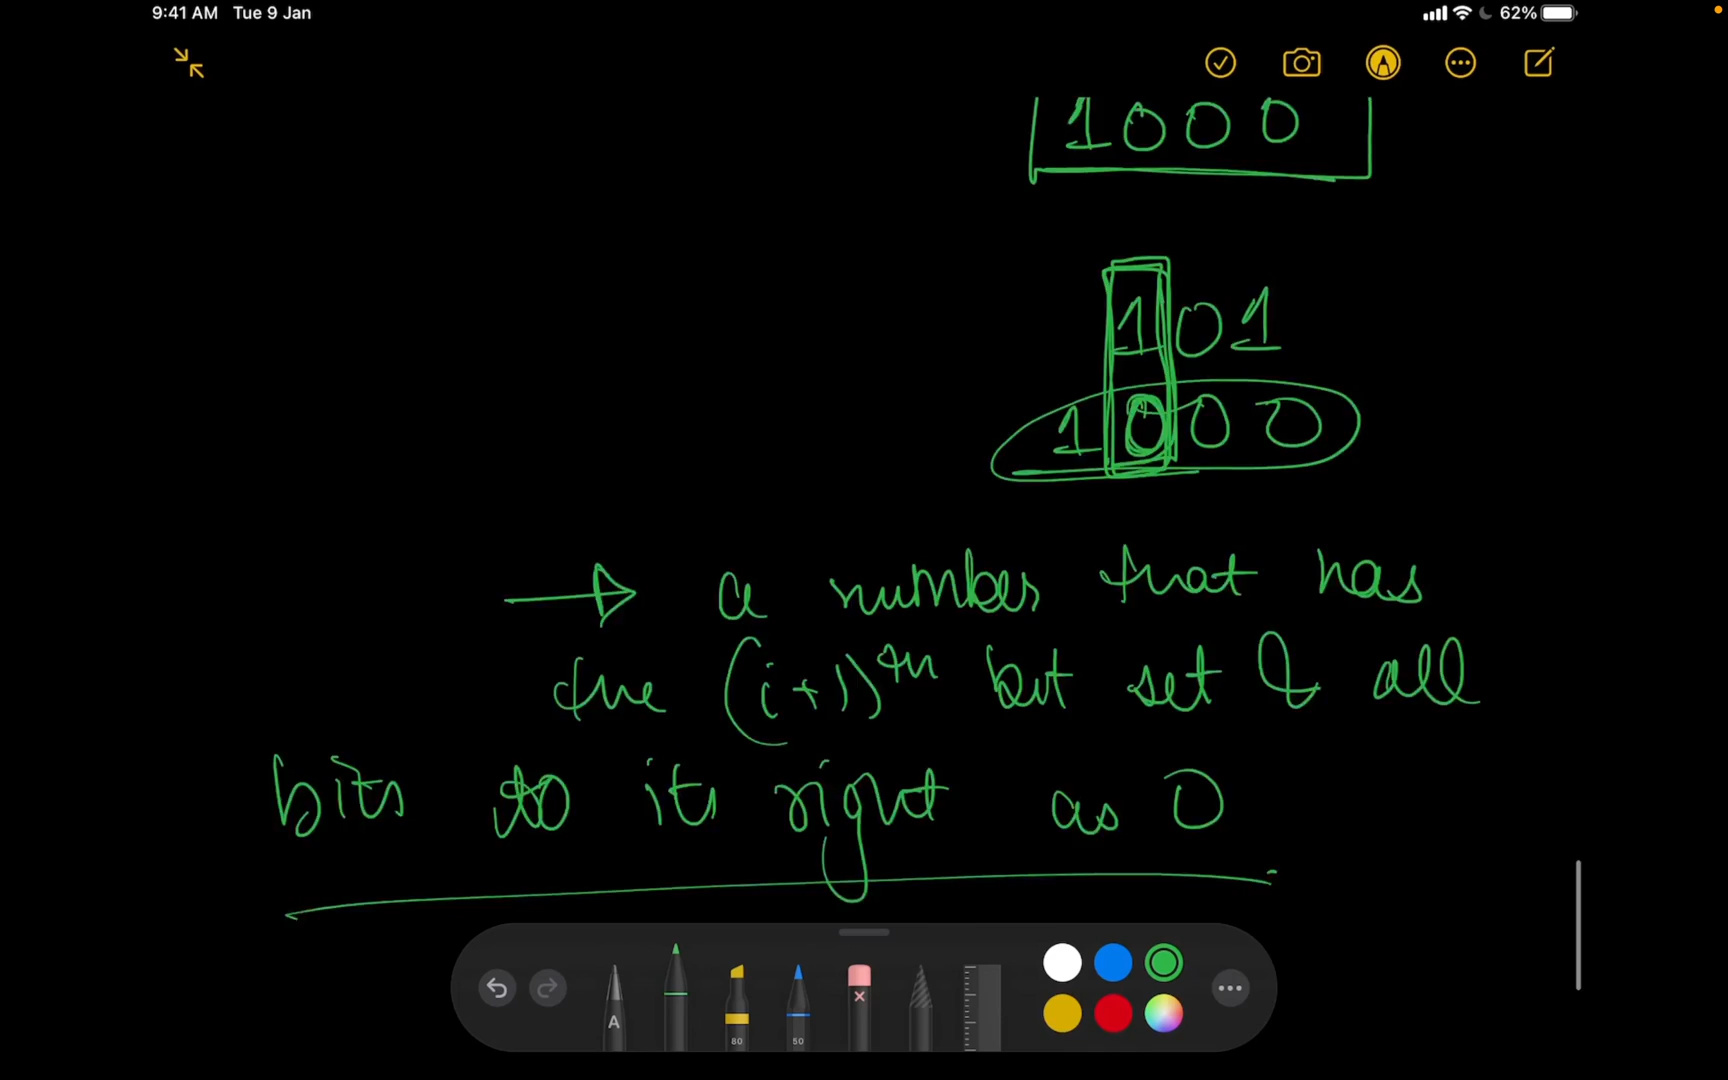 9:41 AM Tue 9 Jan
62%
1000
101
1000
→ a number that has
the (i+1)th bit set & all
bits to its right as 0
A
80
50